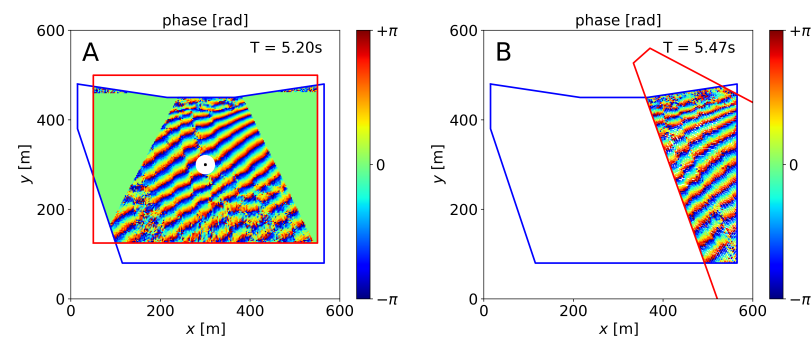 phase [rad]
A
T = 5.20s
600
400
200
0
y [m]
0
200
400
600
x [m]
+π
0
−π
phase [rad]
B
T = 5.47s
600
400
200
0
y [m]
0
200
400
600
x [m]
+π
0
−π